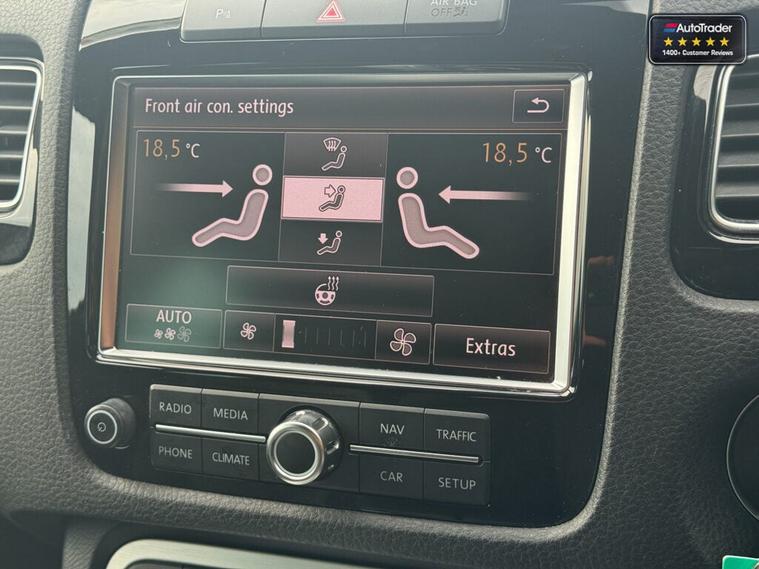 P
AIR BAG
OFF
AutoTrader
1400+ Customer Reviews
Front air con. settings
18,5 °C
18,5 °C
AUTO
Extras
RADIO
MEDIA
NAV
TRAFFIC
PHONE
CLIMATE
CAR
SETUP